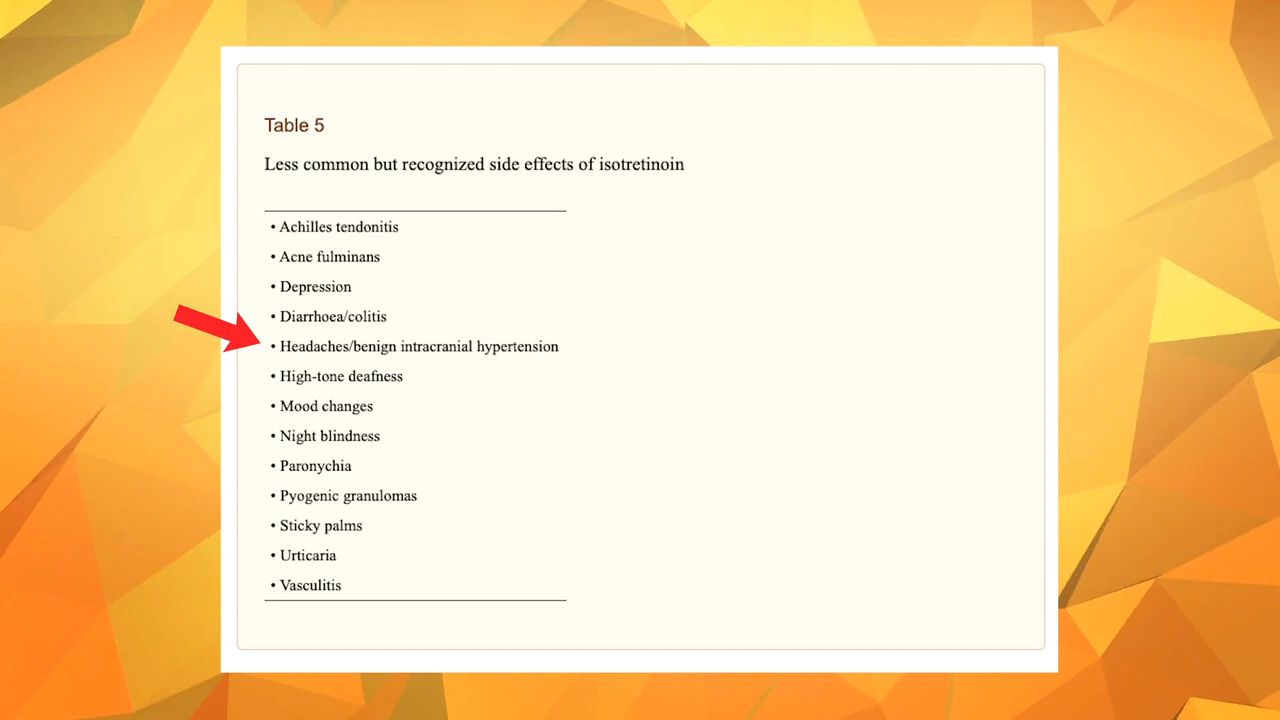 Table 5
Less common but recognized side effects of isotretinoin
• Achilles tendonitis
• Acne fulminans
• Depression
• Diarrhoea/colitis
• Headaches/benign intracranial hypertension
• High-tone deafness
• Mood changes
• Night blindness
• Paronychia
• Pyogenic granulomas
• Sticky palms
• Urticaria
• Vasculitis